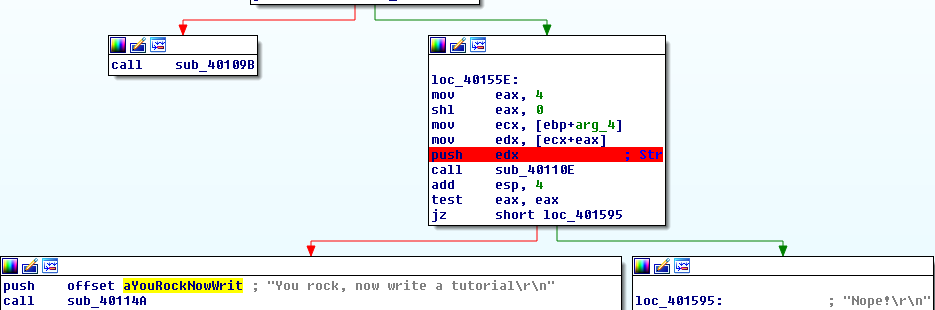 call sub_40109B
loc_40155E:
mov eax, 4
shl eax, 0
mov ecx, [ebp+arg_4]
mov edx, [ecx+eax]
push edx ; Str
call sub_40110E
add esp, 4
test eax, eax
jz short loc_401595
push offset aYouRockNowWrit ; "You rock, now write a tutorial\r\n"
call sub_40114A
loc_401595: ; "Nope!\r\n"